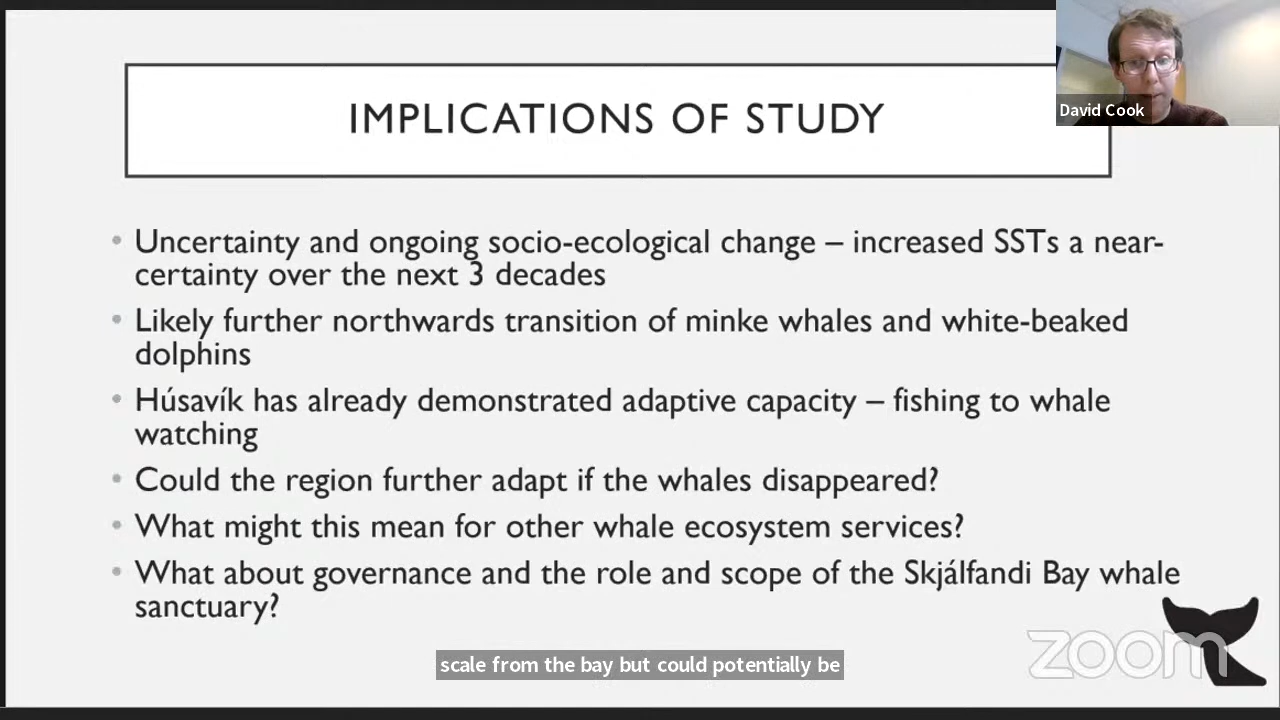 IMPLICATIONS OF STUDY
David Cook
• Uncertainty and ongoing socio-ecological change – increased SSTs a near-
certainty over the next 3 decades
• Likely further northwards transition of minke whales and white-beaked
dolphins
• Húsavík has already demonstrated adaptive capacity – fishing to whale
watching
• Could the region further adapt if the whales disappeared?
• What might this mean for other whale ecosystem services?
• What about governance and the role and scope of the Skjálfandi Bay whale
sanctuary?
zoom
scale from the bay but could potentially be